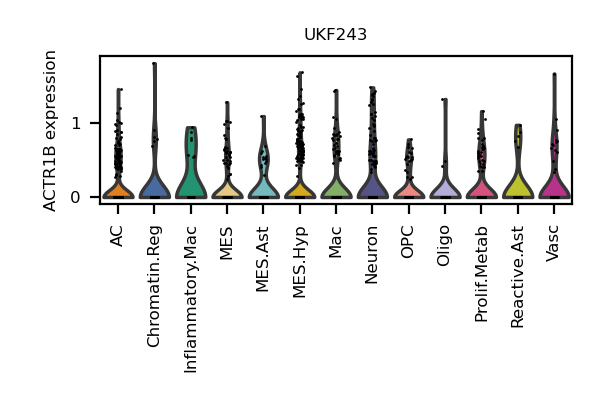 UKF243
ACTR1B expression
1
0
AC
Chromatin.Reg
Inflammatory.Mac
MES
MES.Ast
MES.Hyp
Mac
Neuron
OPC
Oligo
Prolif.Metab
Reactive.Ast
Vasc